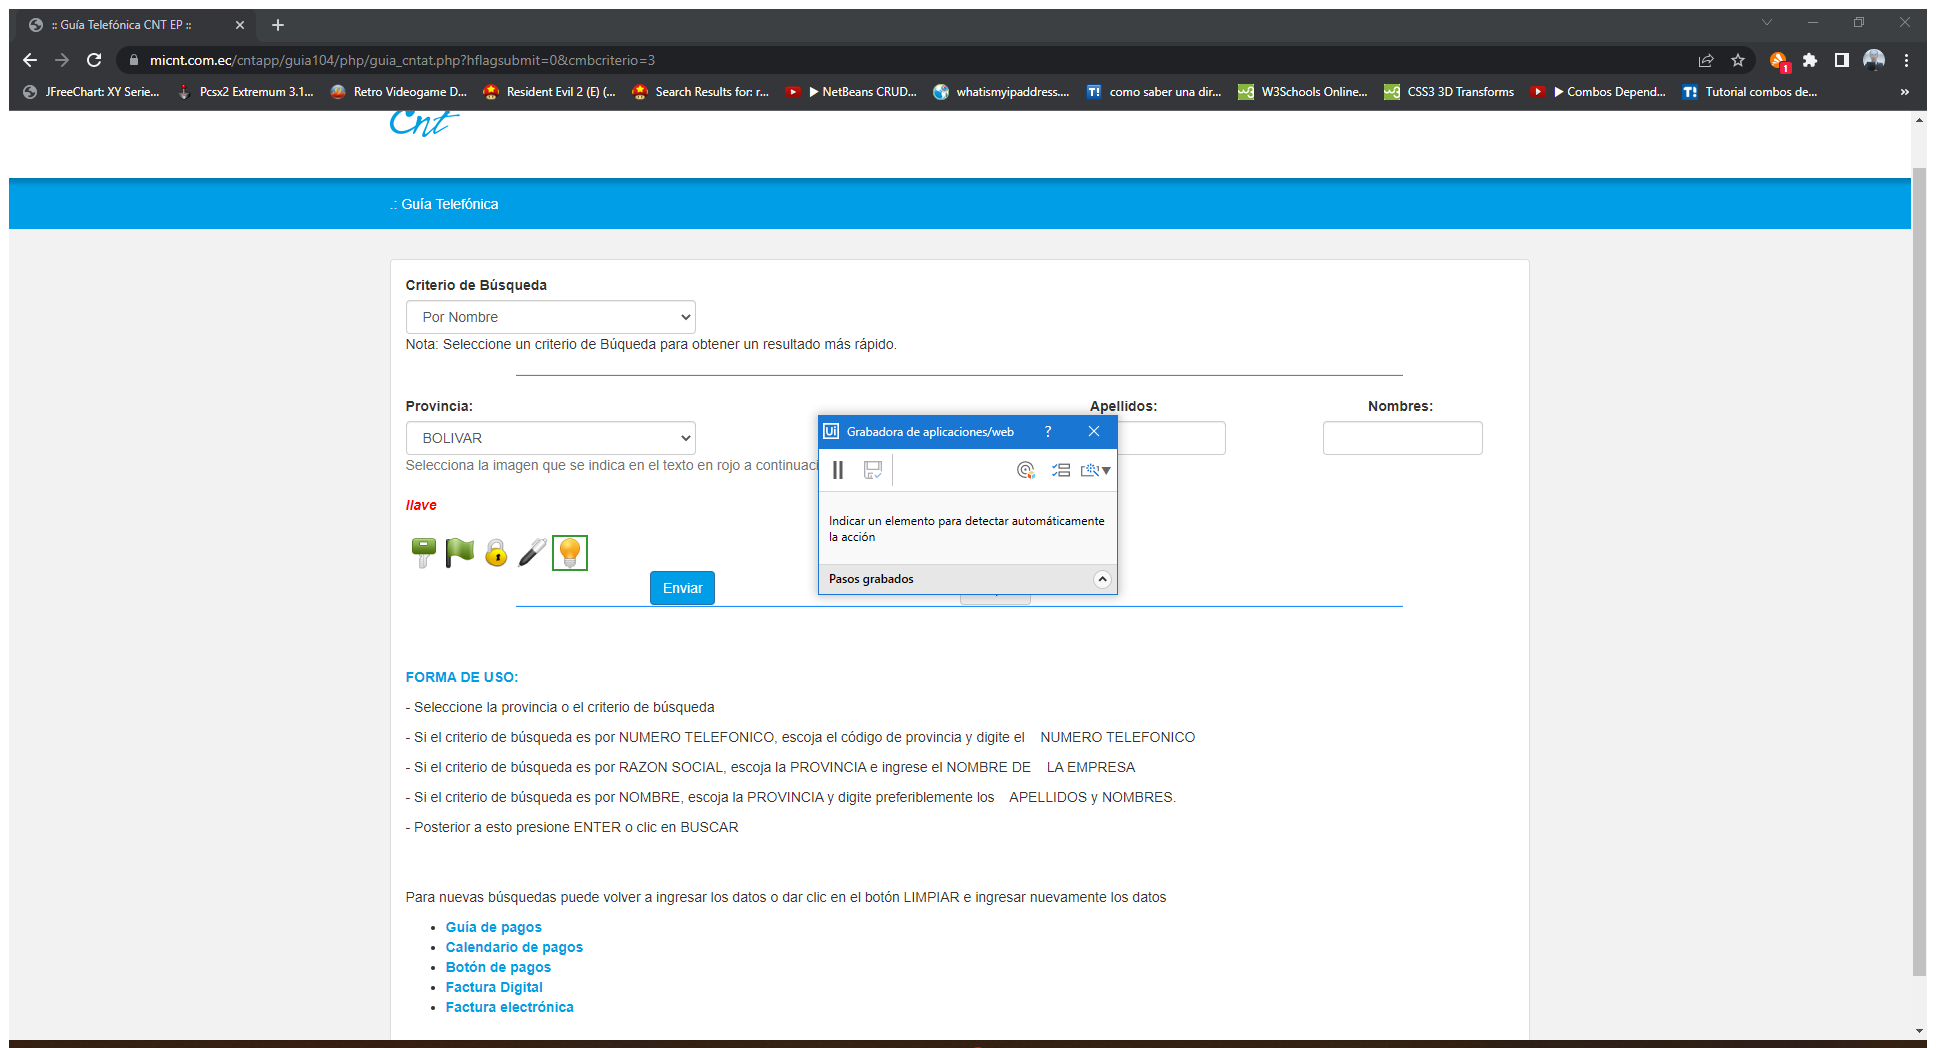 :: Guía Telefónica CNT EP ::
micnt.com.ec/cntapp/guia104/php/guia_cntat.php?hflagsubmit=0&cmbcriterio=3
1
JFreeChart: XY Serie... Pcsx2 Extremum 3.1... Retro Videogame D... Resident Evil 2 (E) (... Search Results for: r... ▶ NetBeans CRUD... whatismyipaddress.... como saber una dir... W3Schools Online... CSS3 3D Transforms ▶ Combos Depend... Tutorial combos de... »
Cnt
.: Guía Telefónica
Criterio de Búsqueda
Por Nombre
Nota: Seleccione un criterio de Búqueda para obtener un resultado más rápido.
Provincia: Apellidos: Nombres:
BOLIVAR
Selecciona la imagen que se indica en el texto en rojo a continuaci
llave
Enviar
Ui Grabadora de aplicaciones/web ?
Indicar un elemento para detectar automáticamente
la acción
Pasos grabados
FORMA DE USO:
- Seleccione la provincia o el criterio de búsqueda
- Si el criterio de búsqueda es por NUMERO TELEFONICO, escoja el código de provincia y digite el NUMERO TELEFONICO
- Si el criterio de búsqueda es por RAZON SOCIAL, escoja la PROVINCIA e ingrese el NOMBRE DE LA EMPRESA
- Si el criterio de búsqueda es por NOMBRE, escoja la PROVINCIA y digite preferiblemente los APELLIDOS y NOMBRES.
- Posterior a esto presione ENTER o clic en BUSCAR
Para nuevas búsquedas puede volver a ingresar los datos o dar clic en el botón LIMPIAR e ingresar nuevamente los datos
• Guía de pagos
• Calendario de pagos
• Botón de pagos
• Factura Digital
• Factura electrónica